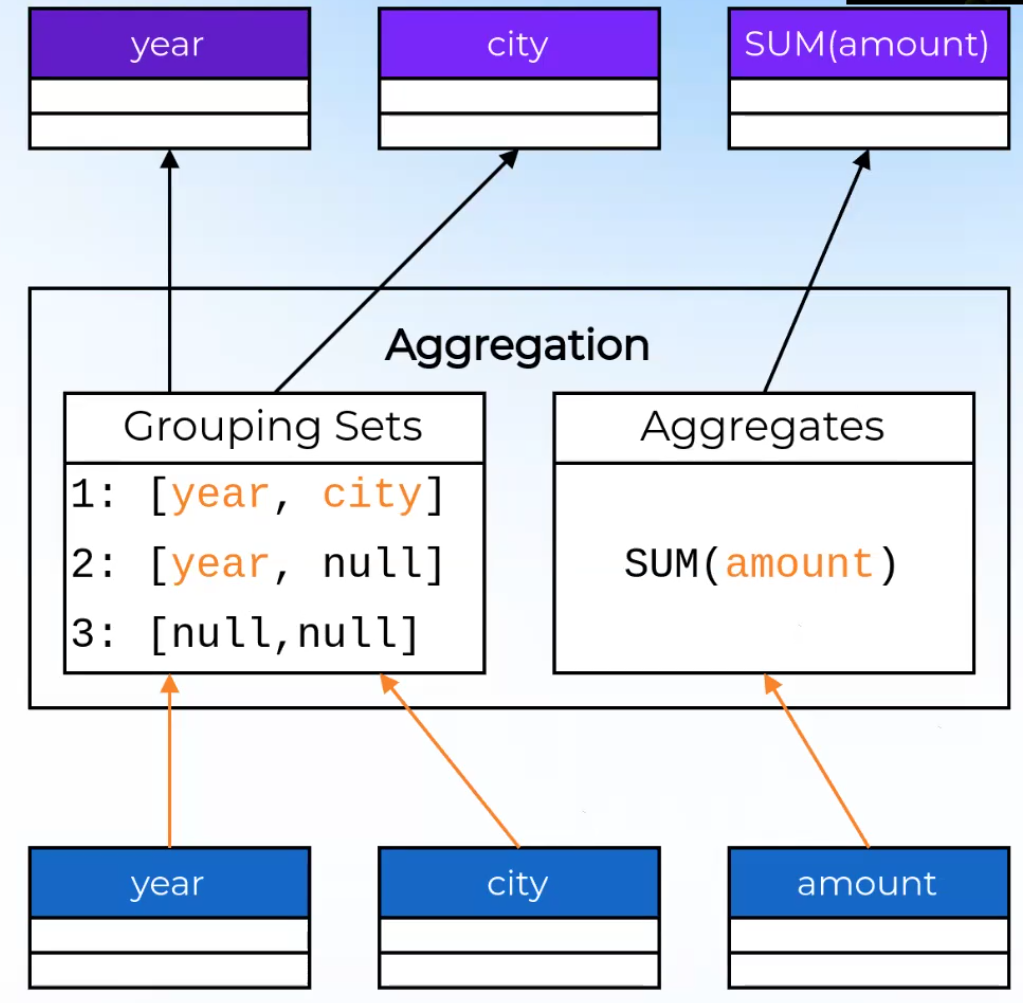 year
city
SUM(amount)
Aggregation
Grouping Sets
1: [year, city]
2: [year, null]
3: [null,null]
Aggregates
SUM(amount)
year
city
amount